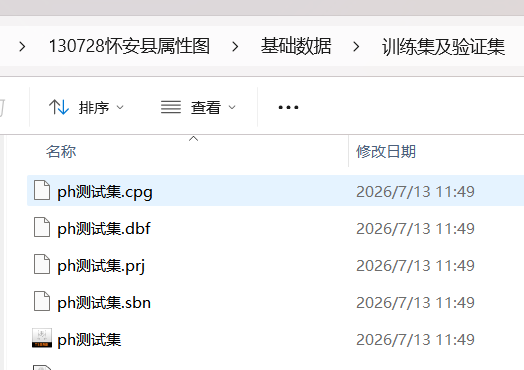 130728怀安县属性图 > 基础数据 > 训练集及验证集
排序 查看 •••
名称 修改日期
ph测试集.cpg 2026/7/13 11:49
ph测试集.dbf 2026/7/13 11:49
ph测试集.prj 2026/7/13 11:49
ph测试集.sbn 2026/7/13 11:49
ph测试集 2026/7/13 11:49